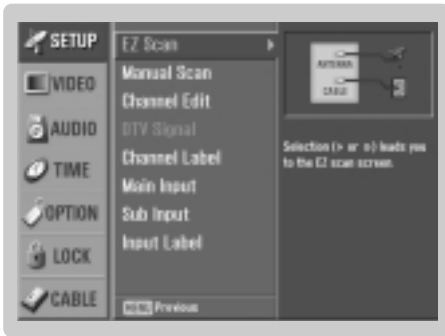 SETUP
VIDEO
AUDIO
TIME
OPTION
LOCK
CABLE
EZ Scan
Manual Scan
Channel Edit
DTV Signal
Channel Label
Main Input
Sub Input
Input Label
MENU Previous
ANTENNA
CABLE
Selection (> or ⊙) leads you
to the EZ scan screen.